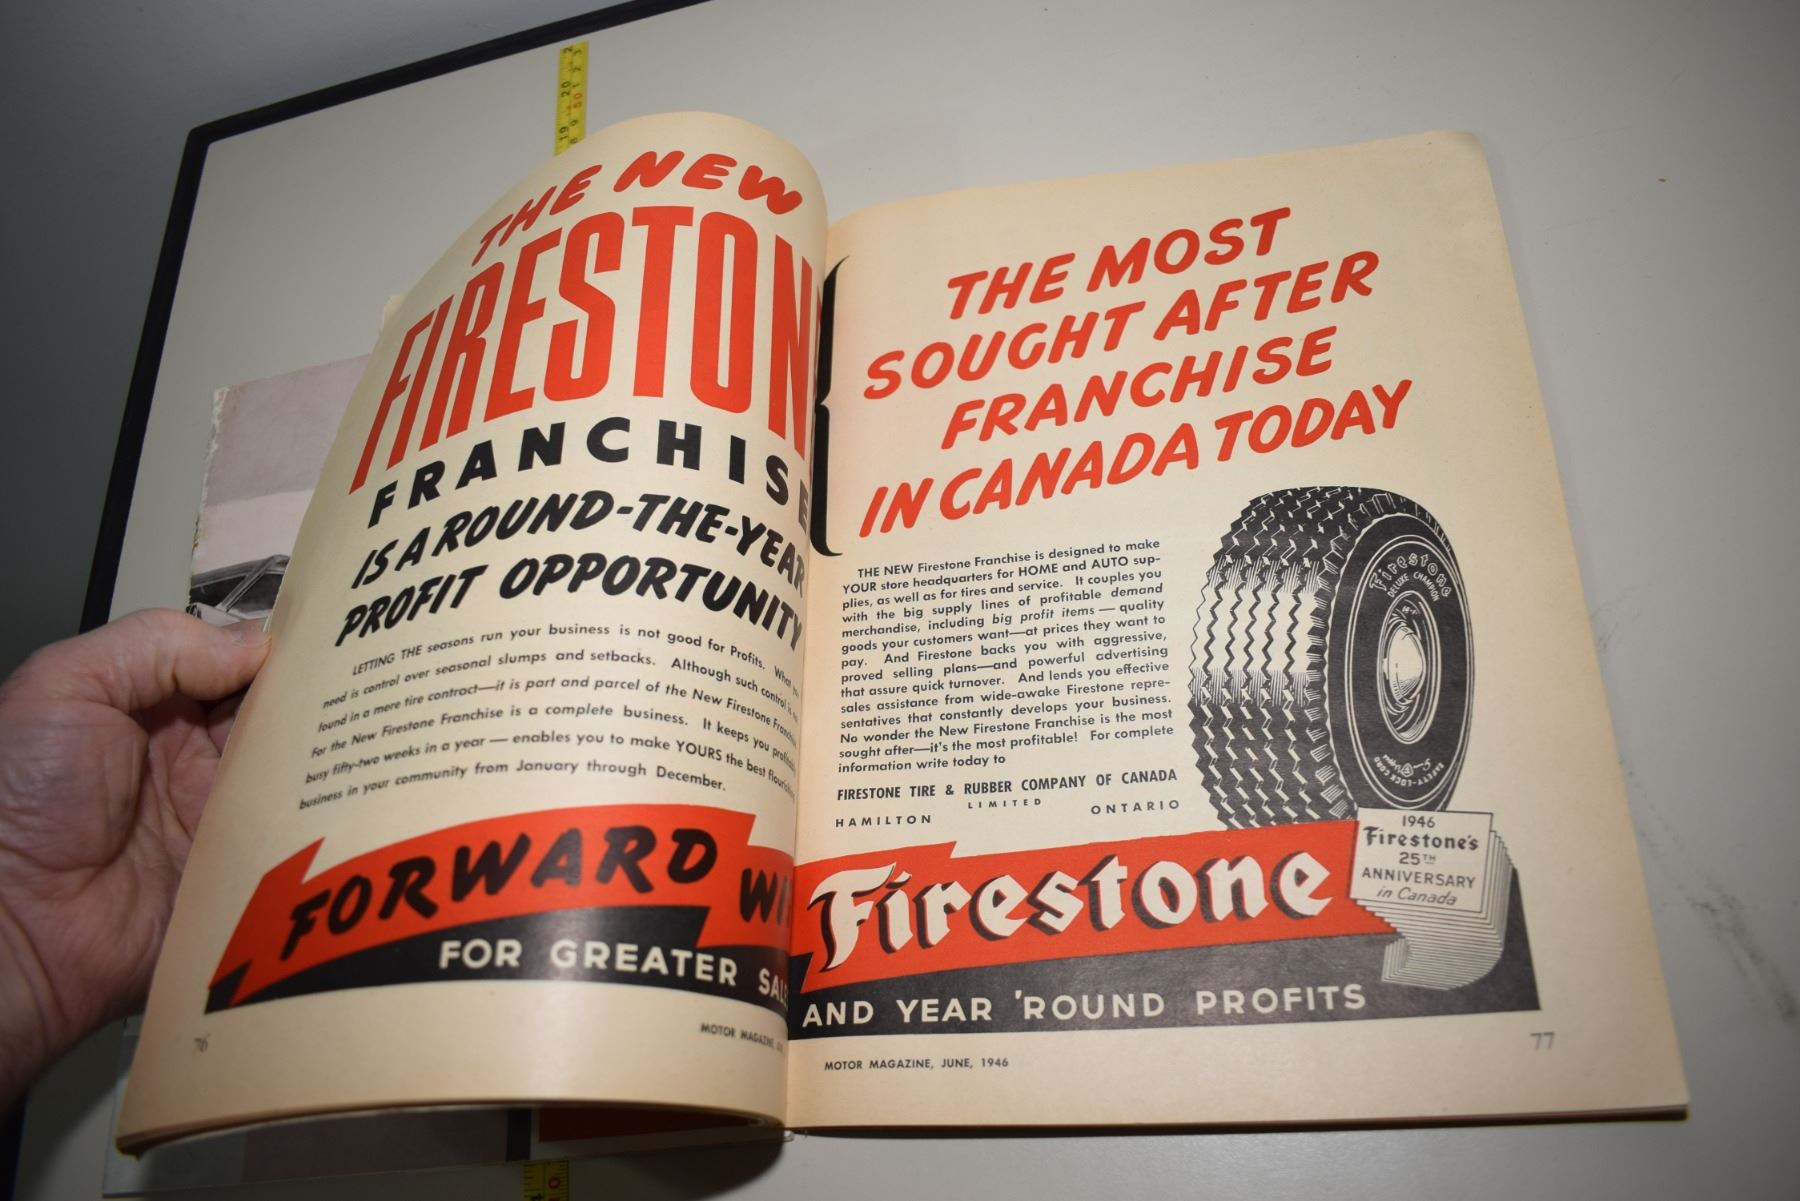 THE NEW
FIRESTON
FRANCHISE
IS A ROUND-THE-YEAR
PROFIT OPPORTUNITY
LETTING THE seasons run your business is not good for Profits. What
need is control over seasonal slumps and setbacks. Although such control is
found in a mere tire contract—it is part and parcel of the New Firestone
For the New Firestone Franchise is a complete business. It keeps you
busy fifty-two weeks in a year — enables you to make YOURS the best
business in your community from January through December.
FORWARD WI
FOR GREATER SAL
76
MOTOR MAGAZINE,
THE MOST
SOUGHT AFTER
FRANCHISE
IN CANADA TODAY
THE NEW Firestone Franchise is designed to make
YOUR store headquarters for HOME and AUTO sup-
plies, as well as for tires and service. It couples you
with the big supply lines of profitable demand
merchandise, including big profit items — quality
goods your customers want—at prices they want to
pay. And Firestone backs you with aggressive,
proved selling plans—and powerful advertising
that assure quick turnover. And lends you effective
sales assistance from wide-awake Firestone repre-
sentatives that constantly develops your business.
No wonder the New Firestone Franchise is the most
sought after—it's the most profitable! For complete
information write today to
FIRESTONE TIRE & RUBBER COMPANY OF CANADA
LIMITED
HAMILTON ONTARIO
Firestone
DELUXE CHAMPION
SAFETY-LOCK CORD
1946
Firestone's
25TH
ANNIVERSARY
in Canada
Firestone
AND YEAR 'ROUND PROFITS
77
MOTOR MAGAZINE, JUNE, 1946